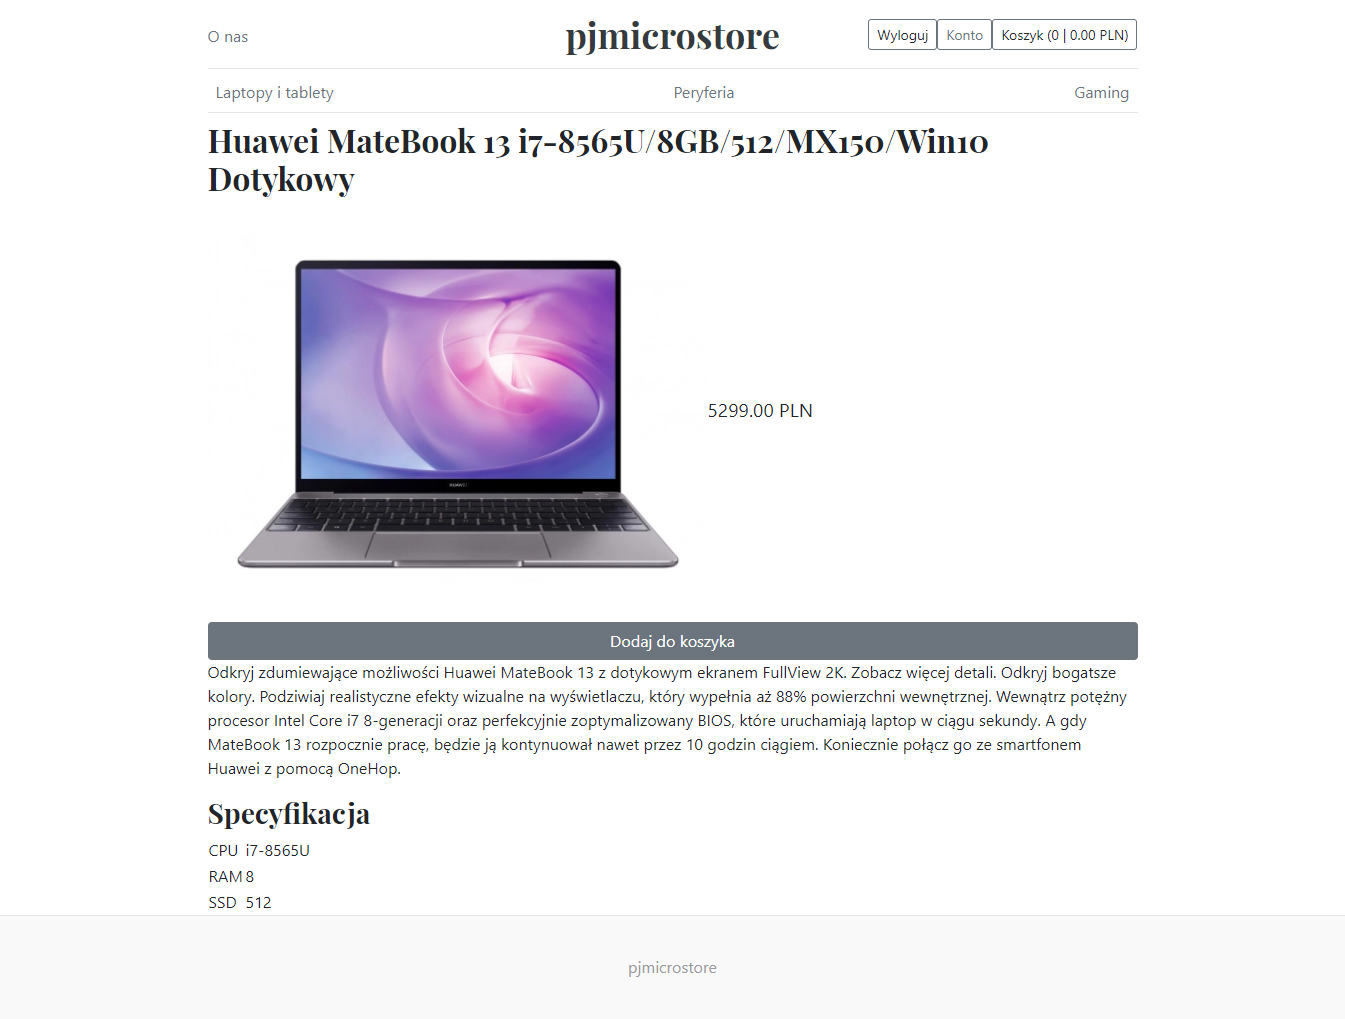 O nas
pjmicrostore
Wyloguj
Konto
Koszyk (0 | 0.00 PLN)
Laptopy i tablety
Peryferia
Gaming
Huawei MateBook 13 i7-8565U/8GB/512/MX150/Win10
Dotykowy
HUAWEI
5299.00 PLN
Dodaj do koszyka
Odkryj zdumiewające możliwości Huawei MateBook 13 z dotykowym ekranem FullView 2K. Zobacz więcej detali. Odkryj bogatsze
kolory. Podziwiaj realistyczne efekty wizualne na wyświetlaczu, który wypełnia aż 88% powierzchni wewnętrznej. Wewnątrz potężny
procesor Intel Core i7 8-generacji oraz perfekcyjnie zoptymalizowany BIOS, które uruchamiają laptop w ciągu sekundy. A gdy
MateBook 13 rozpocznie pracę, będzie ją kontynuował nawet przez 10 godzin ciągiem. Koniecznie połącz go ze smartfonem
Huawei z pomocą OneHop.
Specyfikacja
CPU i7-8565U
RAM 8
SSD 512
pjmicrostore